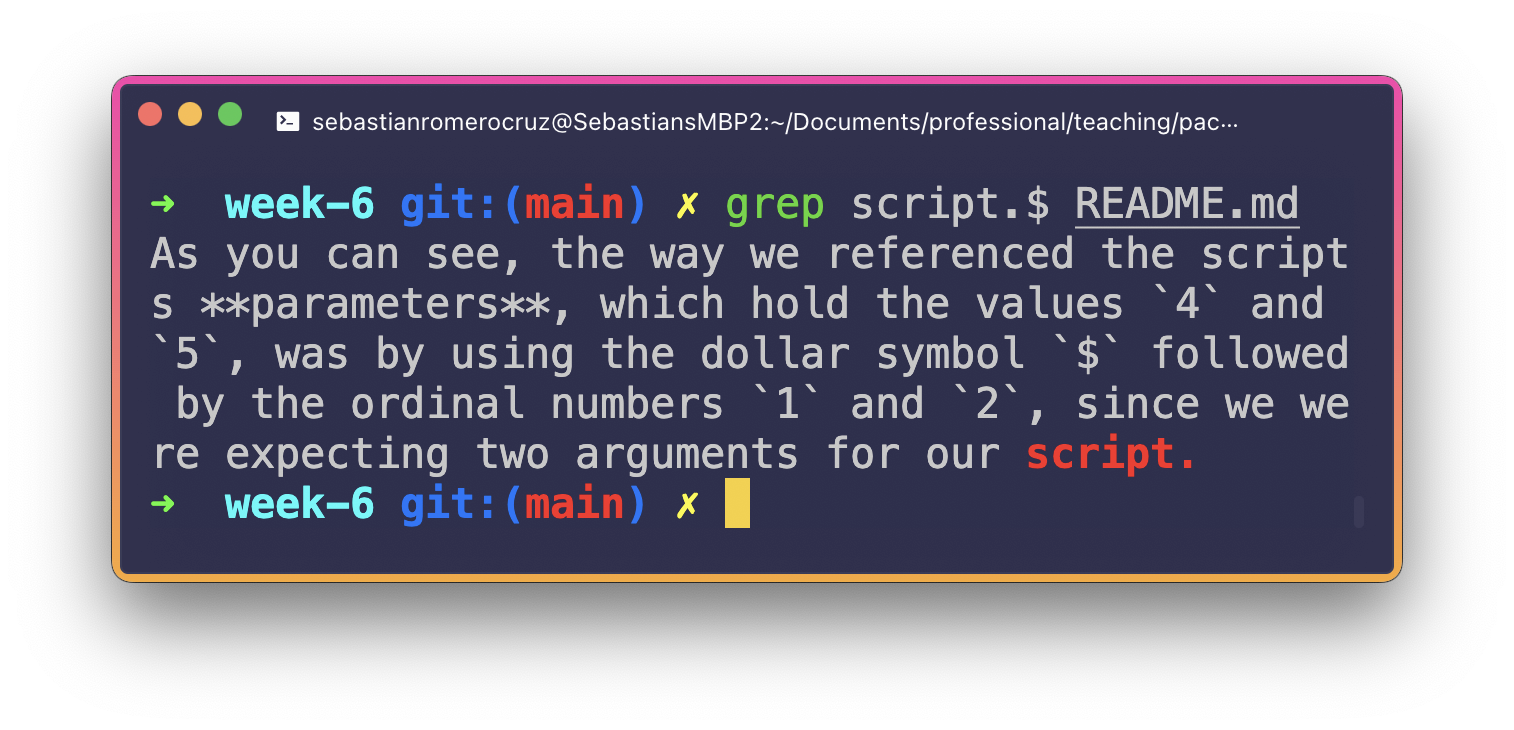 sebastianromerocruz@SebastiansMBP2:~/Documents/professional/teaching/pac···
➜  week-6 git:(main) ✗ grep script.$ README.md
As you can see, the way we referenced the script
s **parameters**, which hold the values `4` and
`5`, was by using the dollar symbol `$` followed
 by the ordinal numbers `1` and `2`, since we we
re expecting two arguments for our script.
➜  week-6 git:(main) ✗